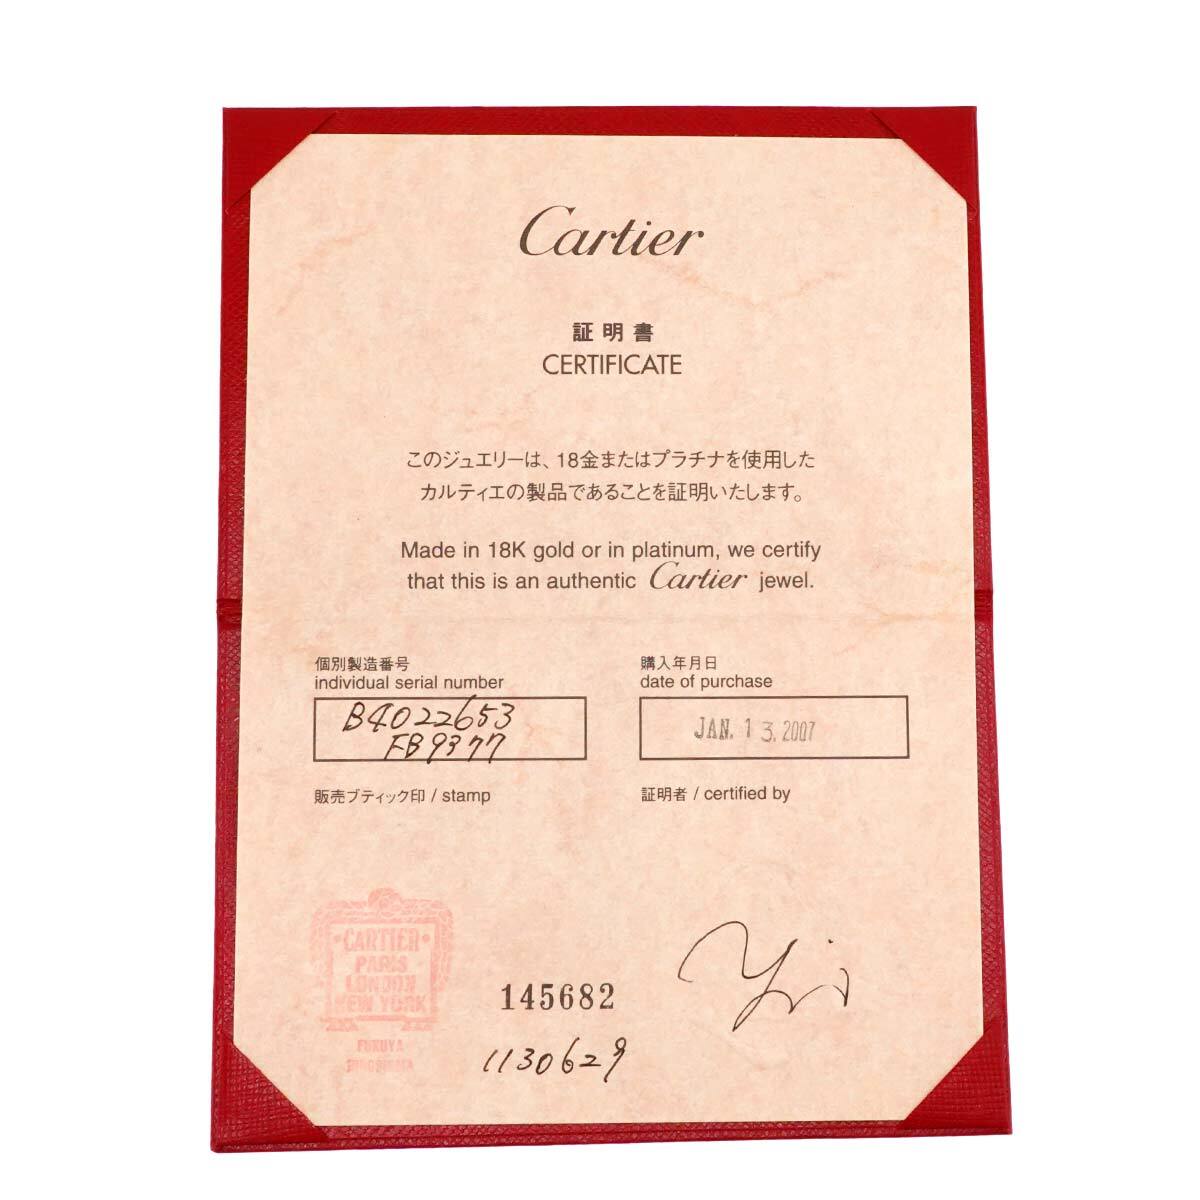 Cartier
証明書
CERTIFICATE
このジュエリーは、18金またはプラチナを使用した
カルティエの製品であることを証明いたします。
Made in 18K gold or in platinum, we certify
that this is an authentic Cartier jewel.
個別製造番号
individual serial number
B4022653
FB9377
購入年月日
date of purchase
JAN. 13. 2007
販売ブティック印 / stamp
証明者 / certified by
CARTIER
PARIS
LONDON
NEW YORK
FUKUYA
145682
1130629